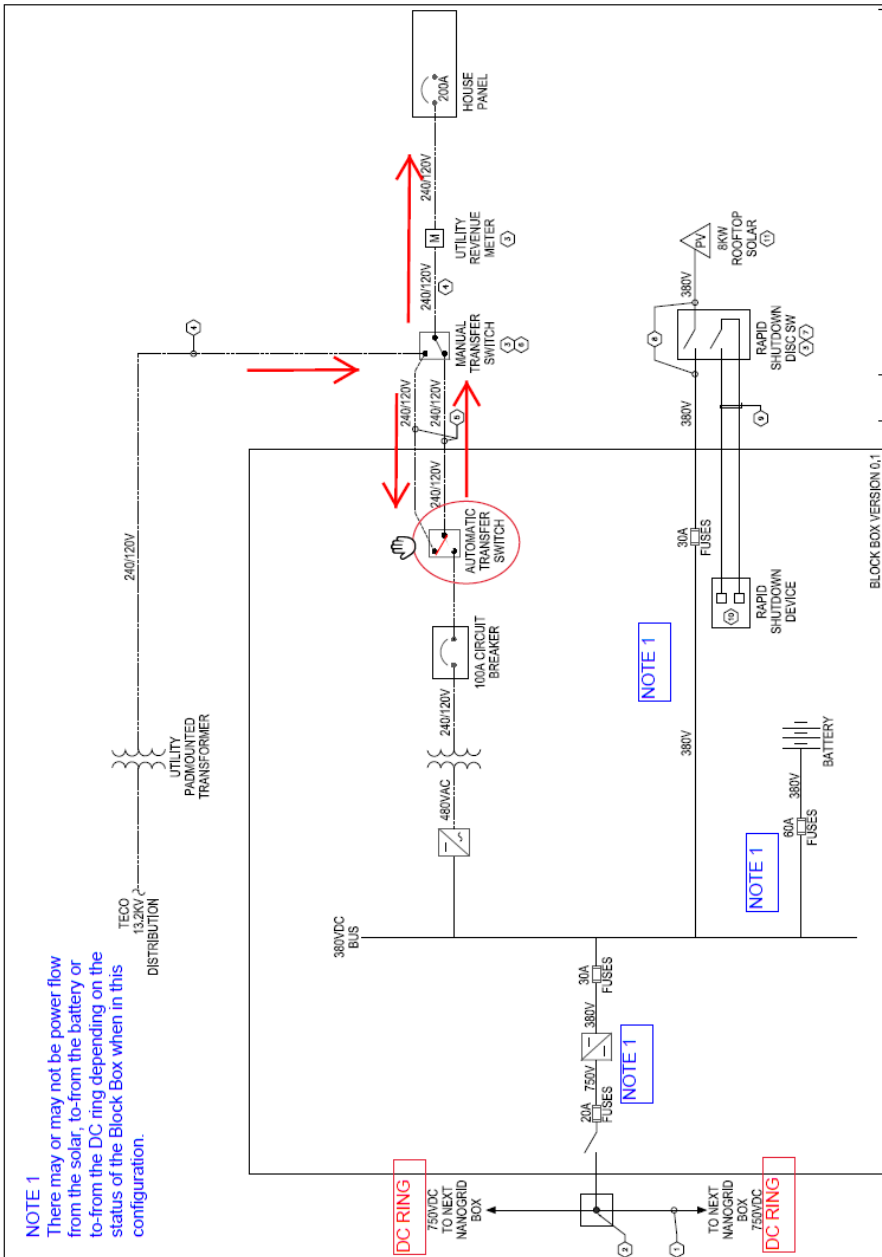 NOTE 1
There may or may not be power flow
from the solar, to-from the battery or
to-from the DC ring depending on the
status of the Block Box when in this
configuration.
TECO
13.2KV
DISTRIBUTION
UTILITY
PADMOUNTED
TRANSFORMER
240/120V
4
200A
HOUSE
PANEL
240/120V
M
UTILITY
REVENUE
METER
3
240/120V
4
MANUAL
TRANSFER
SWITCH
6
240/120V
240/120V
5
240/120V
AUTOMATIC
TRANSFER
SWITCH
100A CIRCUIT
BREAKER
240/120V
480VAC
380VDC
BUS
PV
8KW
ROOFTOP
SOLAR
11
380V
8
RAPID
SHUTDOWN
DISC SW
7
380V
9
30A
FUSES
10
RAPID
SHUTDOWN
DEVICE
NOTE 1
380V
BATTERY
380V
60A
FUSES
NOTE 1
30A
FUSES
380V
750V
NOTE 1
20A
FUSES
DC RING
750VDC
TO NEXT
NANOGRID
BOX
2
1
TO NEXT
NANOGRID
BOX
750VDC
DC RING
BLOCK BOX VERSION 0,1